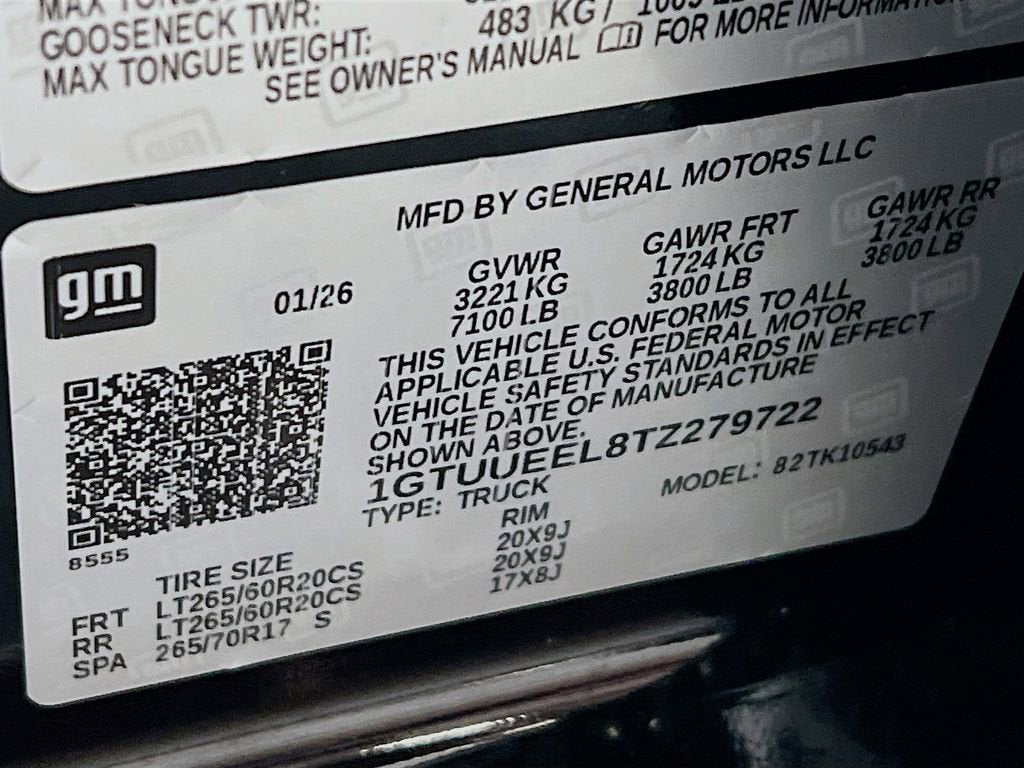 GOOSENECK TWR:
MAX TONGUE WEIGHT: 483 KG/
SEE OWNER'S MANUAL FOR MORE INFORMATION
gm
MFD BY GENERAL MOTORS LLC
01/26
GVWR GAWR FRT GAWR RR
3221 KG 1724 KG 1724 KG
7100 LB 3800 LB 3800 LB
THIS VEHICLE CONFORMS TO ALL
APPLICABLE U.S. FEDERAL MOTOR
VEHICLE SAFETY STANDARDS IN EFFECT
ON THE DATE OF MANUFACTURE
SHOWN ABOVE.
1GTUUEEL8TZ279722
TYPE: TRUCK MODEL: 82TK10543
8555
TIRE SIZE RIM
FRT LT265/60R20CS 20X9J
RR LT265/60R20CS 20X9J
SPA 265/70R17 S 17X8J